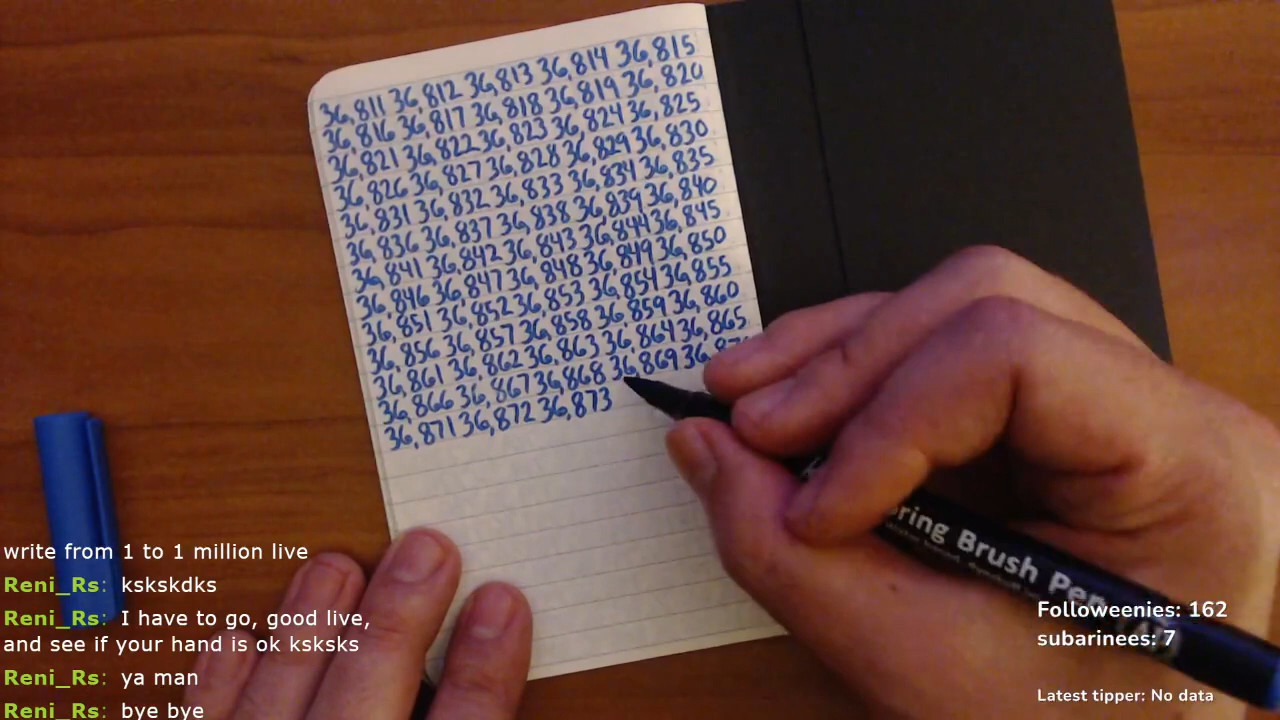 36,811 36,812 36,813 36,814 36,815
36,816 36,817 36,818 36,819 36,820
36,821 36,822 36,823 36,824 36,825
36,826 36,827 36,828 36,829 36,830
36,831 36,832 36,833 36,834 36,835
36,836 36,837 36,838 36,839 36,840
36,841 36,842 36,843 36,844 36,845
36,846 36,847 36,848 36,849 36,850
36,851 36,852 36,853 36,854 36,855
36,856 36,857 36,858 36,859 36,860
36,861 36,862 36,863 36,864 36,865
36,866 36,867 36,868 36,869 36,870
36,871 36,872 36,873
ring Brush Pen
write from 1 to 1 million live
Reni_Rs: kskskdks
Reni_Rs: I have to go, good live,
and see if your hand is ok ksksks
Reni_Rs: ya man
Reni_Rs: bye bye
Followeenies: 162
subarinees: 7
Latest tipper: No data